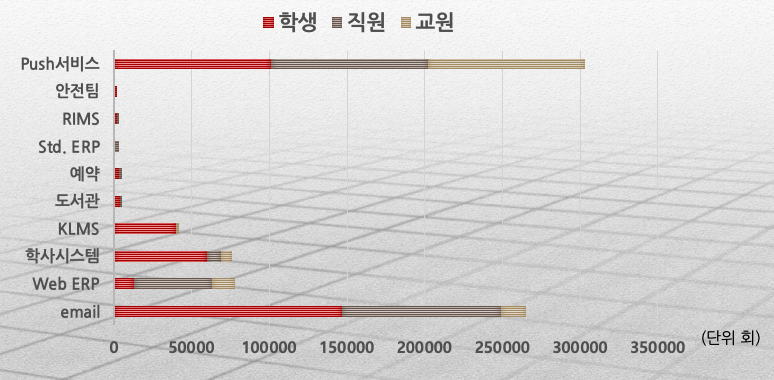 학생 직원 교원
Push서비스
안전팀
RIMS
Std. ERP
예약
도서관
KLMS
학사시스템
Web ERP
email
0 50000 100000 150000 200000 250000 300000 350000
(단위 회)